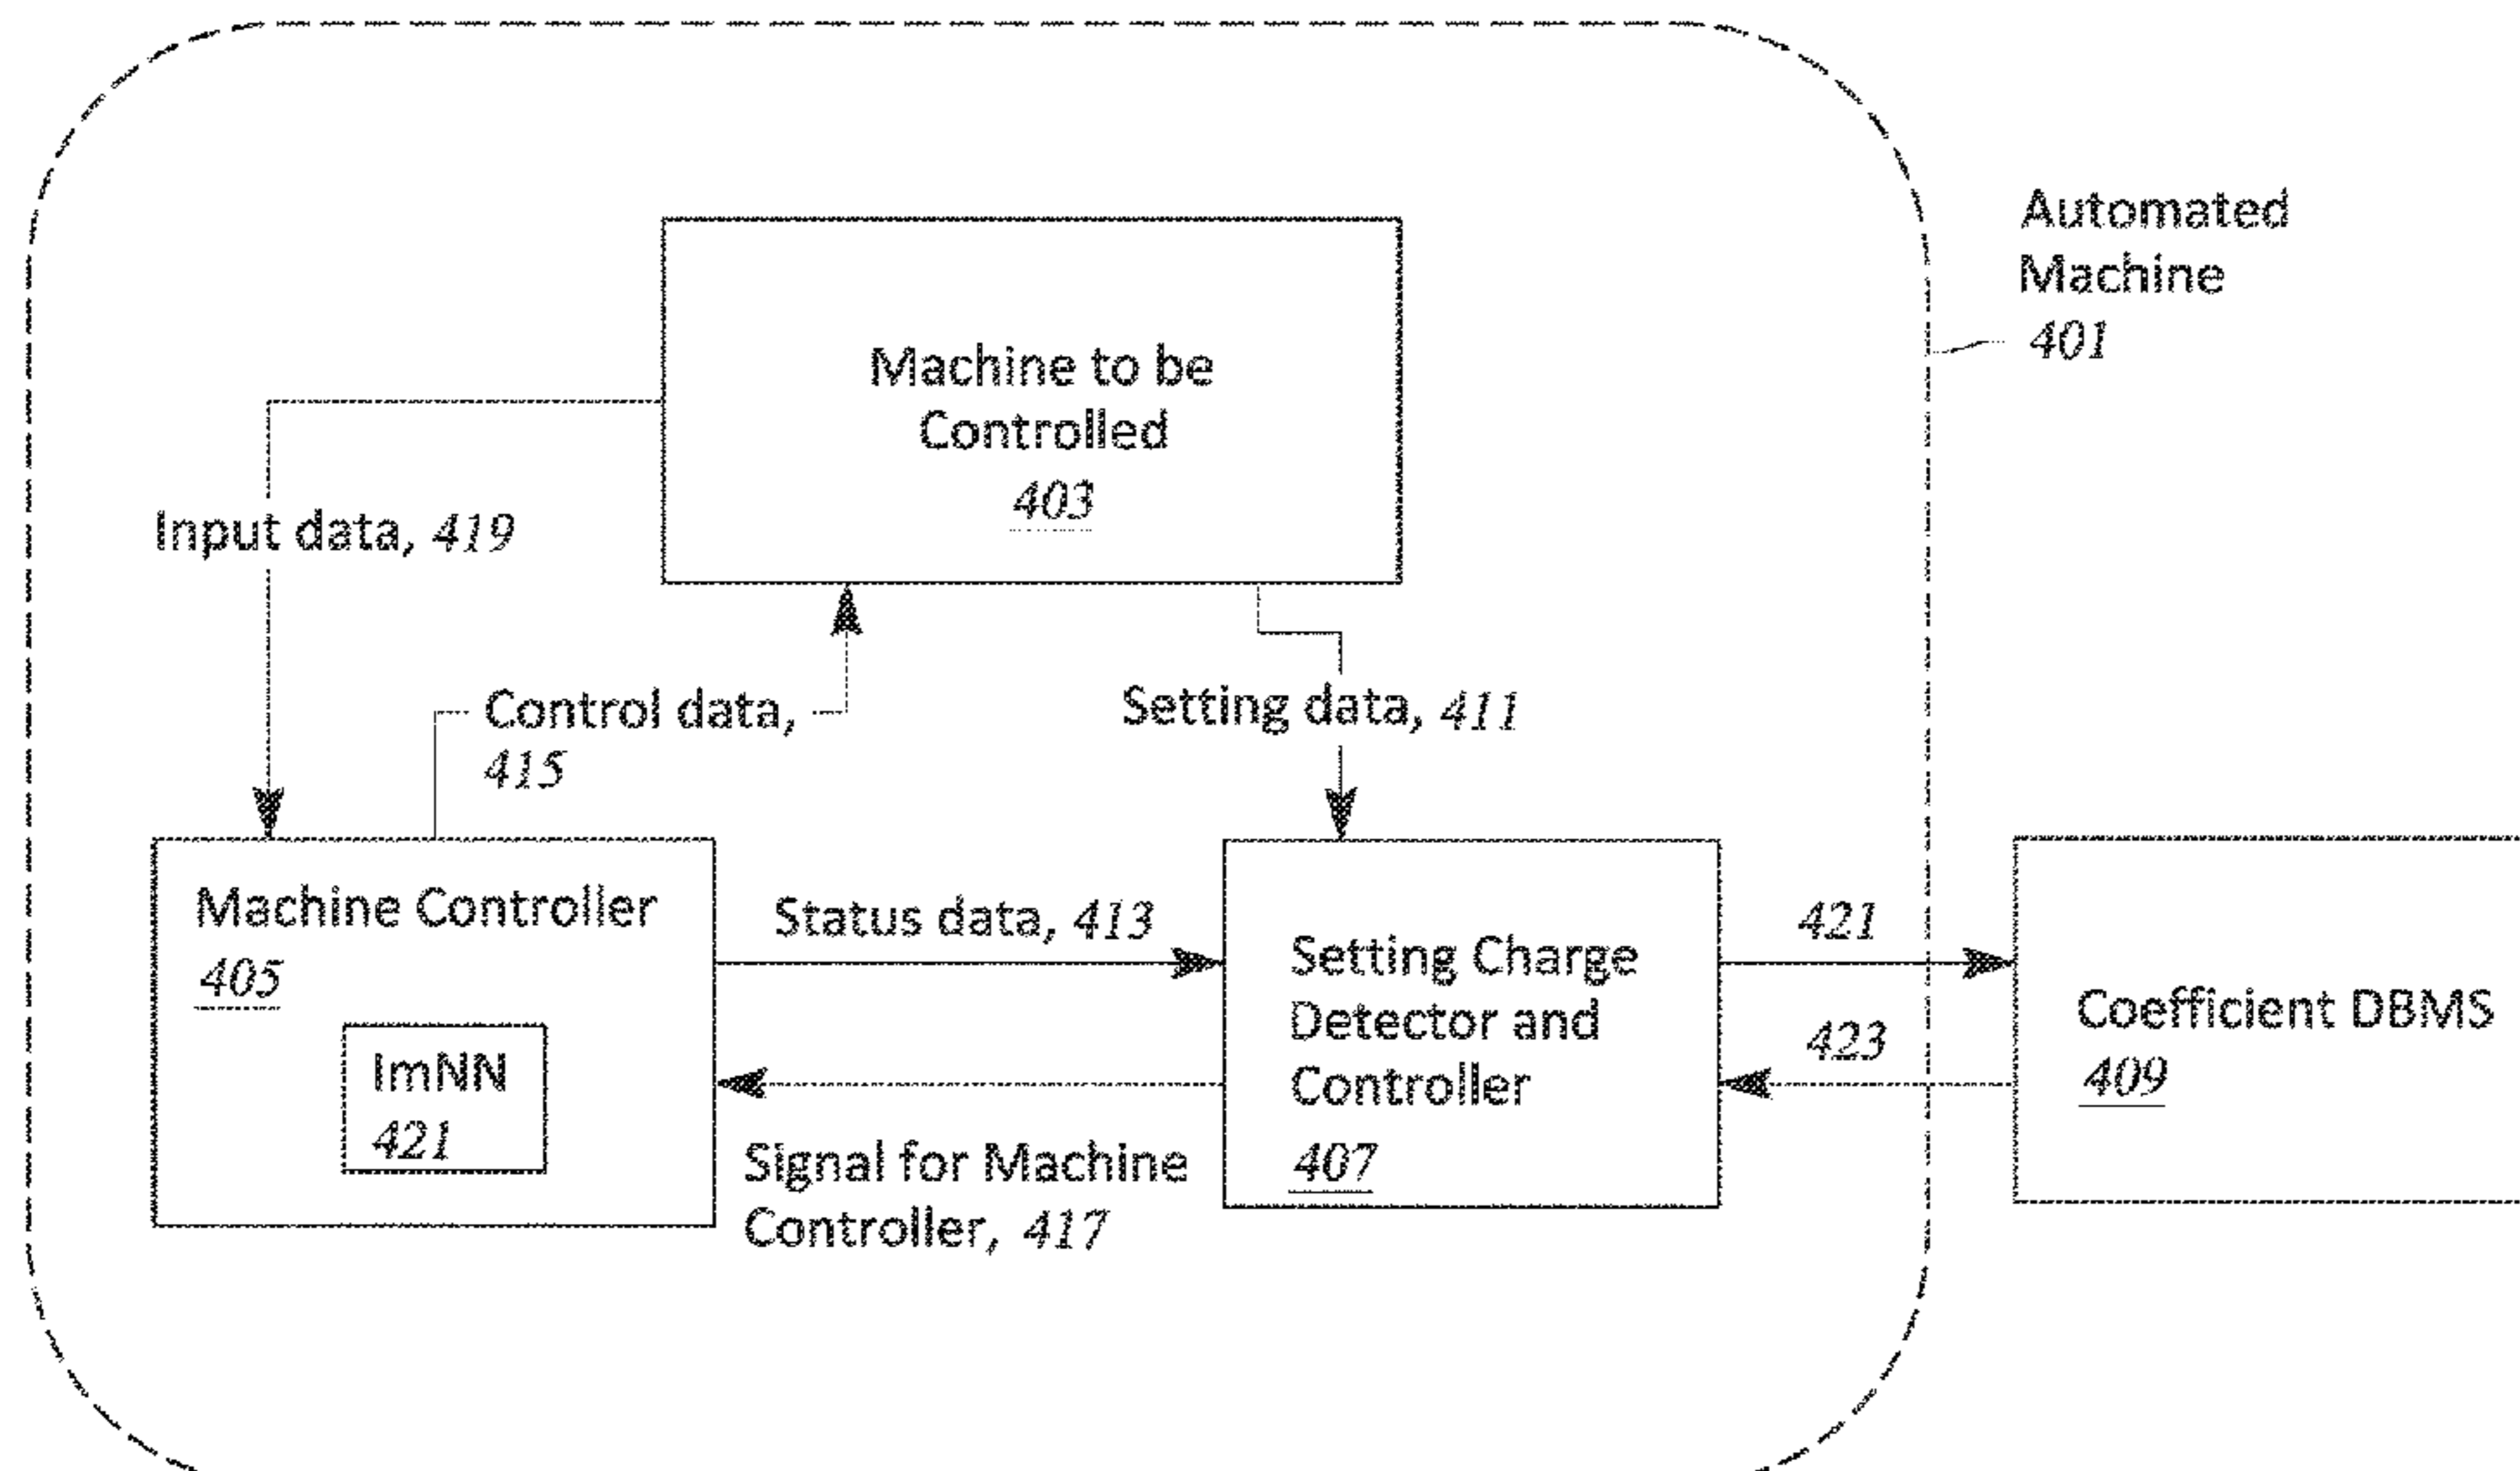 Automated
Machine
401
Machine to be
Controlled
403
Input data, 419
Control data,
415
Setting data, 411
Machine Controller
405
ImNN
421
Status data, 413
Signal for Machine
Controller, 417
Setting Charge
Detector and
Controller
407
421
423
Coefficient DBMS
409